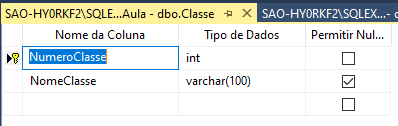 SAO-HY0RKF2\SQLE...Aula - dbo.Classe SAO-HY0RKF2\SQLEX...- d
Nome da Coluna Tipo de Dados Permitir Nul...
NumeroClasse int
NomeClasse varchar(100)